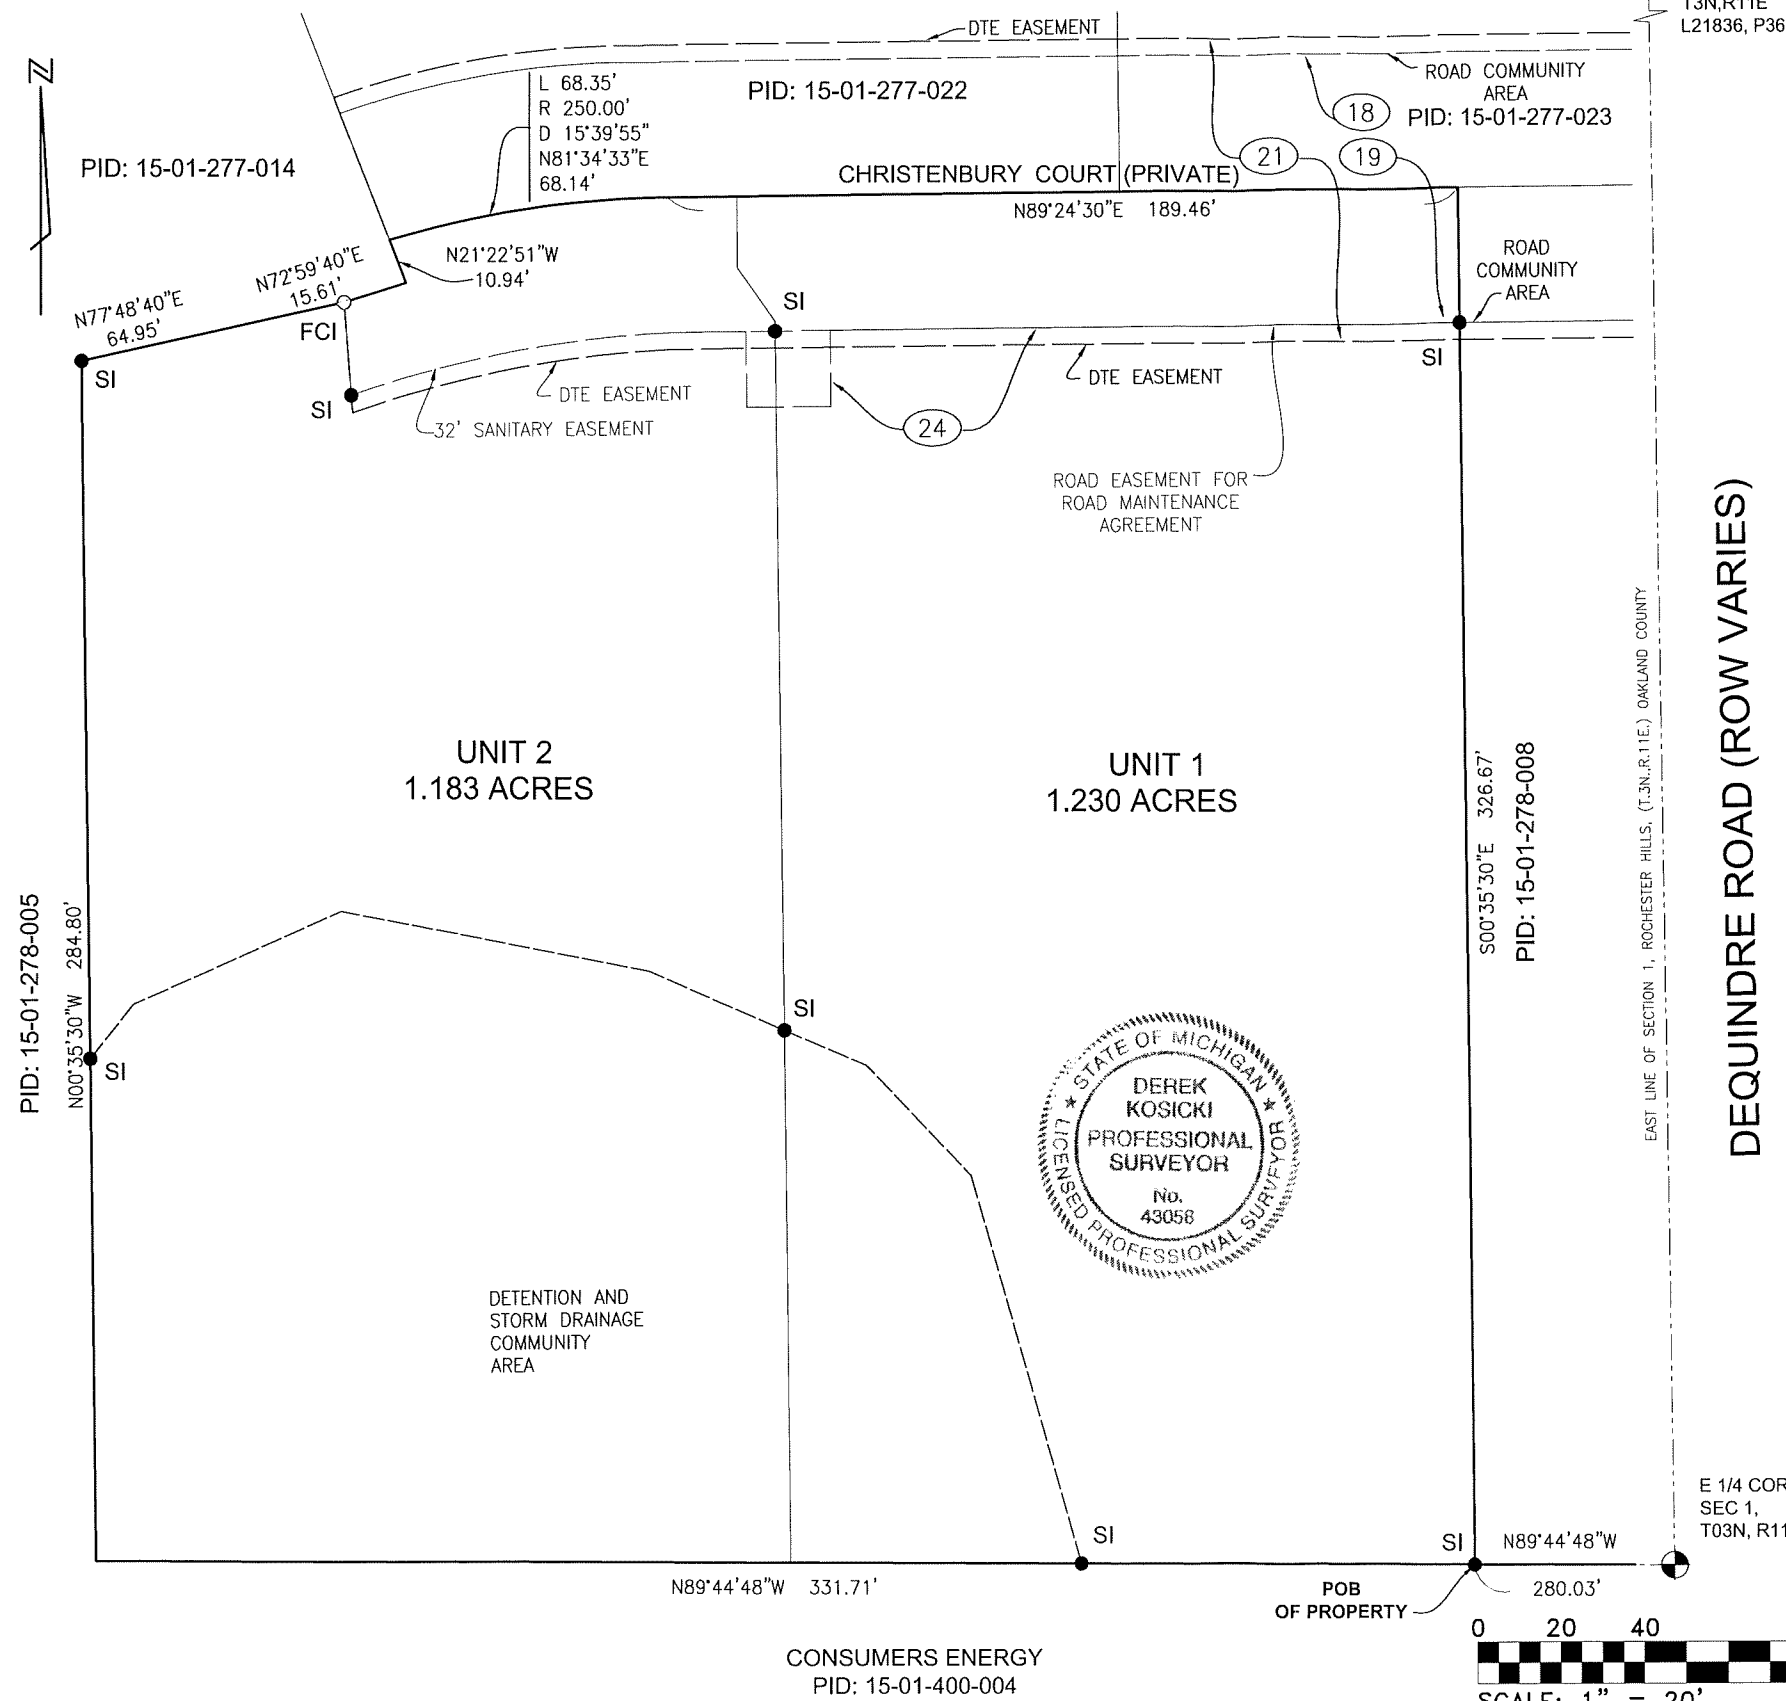 T3N,R11E
L21836, P36
N
DTE EASEMENT
L 68.35'
R 250.00'
D 15°39'55"
N81°34'33"E
68.14'
PID: 15-01-277-022
ROAD COMMUNITY
AREA
18
PID: 15-01-277-023
PID: 15-01-277-014
21
19
CHRISTENBURY COURT (PRIVATE)
N89°24'30"E 189.46'
N21°22'51"W
10.94'
N72°59'40"E
15.61'
N77°48'40"E
64.95'
FCI
SI
SI
SI
ROAD
COMMUNITY
AREA
SI
DTE EASEMENT
32' SANITARY EASEMENT
DTE EASEMENT
24
ROAD EASEMENT FOR
ROAD MAINTENANCE
AGREEMENT
UNIT 2
1.183 ACRES
UNIT 1
1.230 ACRES
S00°35'30"E 326.67'
PID: 15-01-278-008
EAST LINE OF SECTION 1, ROCHESTER HILLS, (T.3N.,R.11E.) OAKLAND COUNTY
DEQUINDRE ROAD (ROW VARIES)
PID: 15-01-278-005
N00°35'30"W 284.80'
SI
SI
STATE OF MICHIGAN
DEREK
KOSICKI
PROFESSIONAL
SURVEYOR
No.
43058
LICENSED PROFESSIONAL SURVEYOR
DETENTION AND
STORM DRAINAGE
COMMUNITY
AREA
SI
SI
N89°44'48"W
280.03'
E 1/4 COR
SEC 1,
T03N, R11
N89°44'48"W 331.71'
POB
OF PROPERTY
CONSUMERS ENERGY
PID: 15-01-400-004
0 20 40
SCALE: 1" = 20'